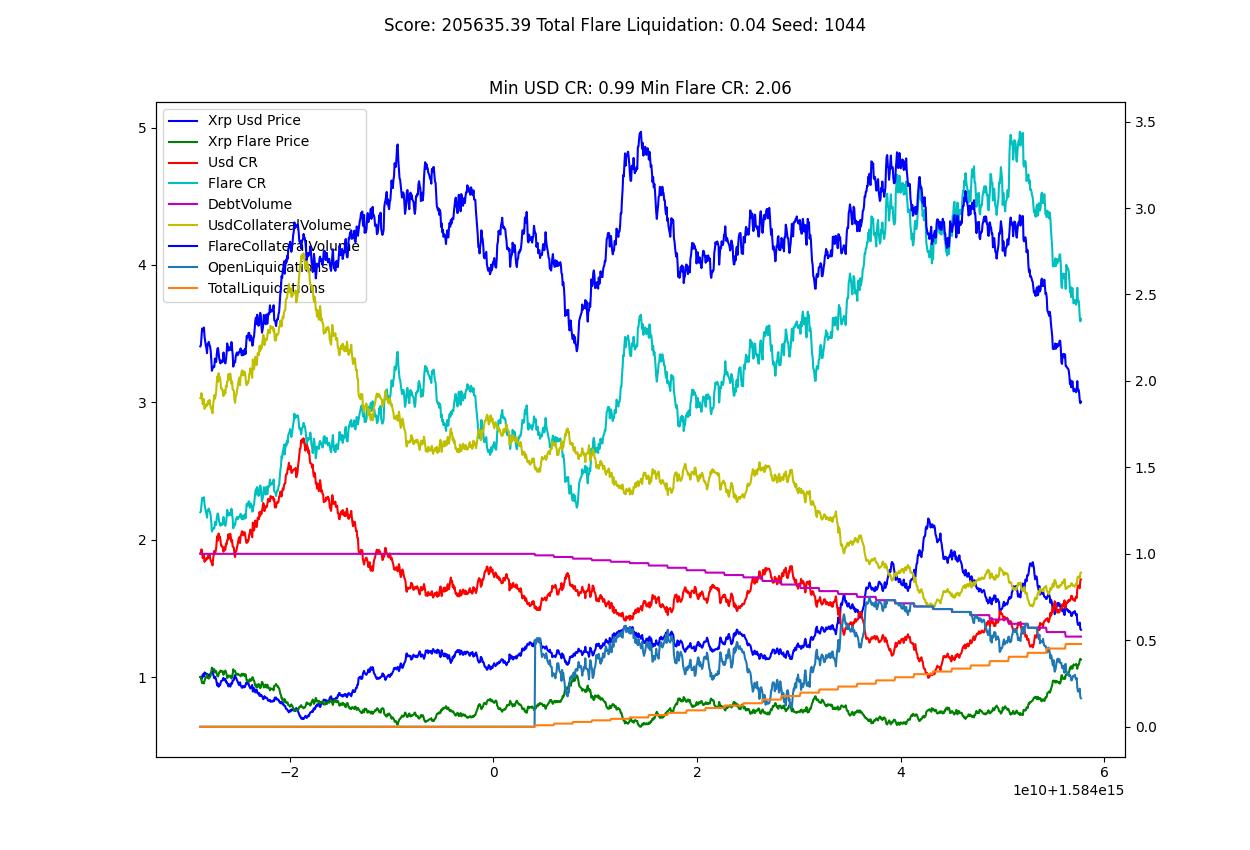 Score: 205635.39 Total Flare Liquidation: 0.04 Seed: 1044
Min USD CR: 0.99 Min Flare CR: 2.06
Xrp Usd Price
Xrp Flare Price
Usd CR
Flare CR
DebtVolume
UsdCollateralVolume
FlareCollateralVolume
OpenLiquidations
TotalLiquidations
5
4
3
2
1
3.5
3.0
2.5
2.0
1.5
1.0
0.5
0.0
−2 0 2 4 6
1e10+1.584e15